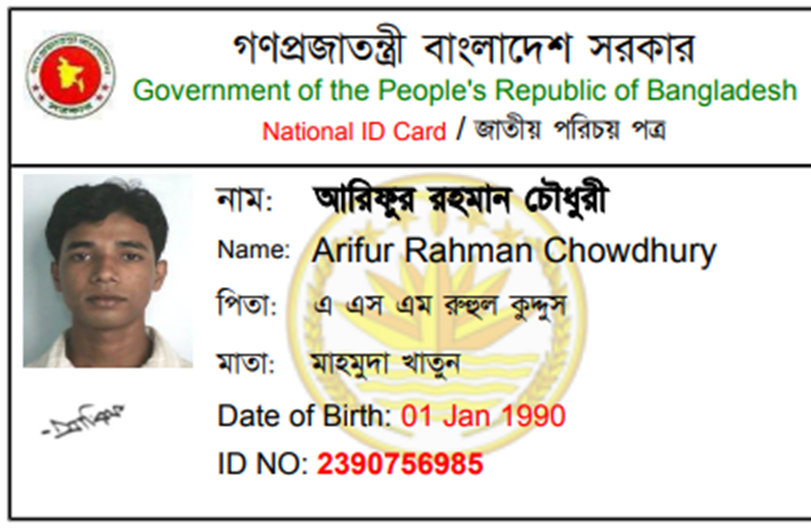 গণপ্রজাতন্ত্রী বাংলাদেশ সরকার
Government of the People's Republic of Bangladesh
National ID Card / জাতীয় পরিচয় পত্র
নাম: আরিফুর রহমান চৌধুরী
Name: Arifur Rahman Chowdhury
পিতা: এ এস এম রুহুল কুদ্দুস
মাতা: মাহমুদা খাতুন
Date of Birth: 01 Jan 1990
ID NO: 2390756985